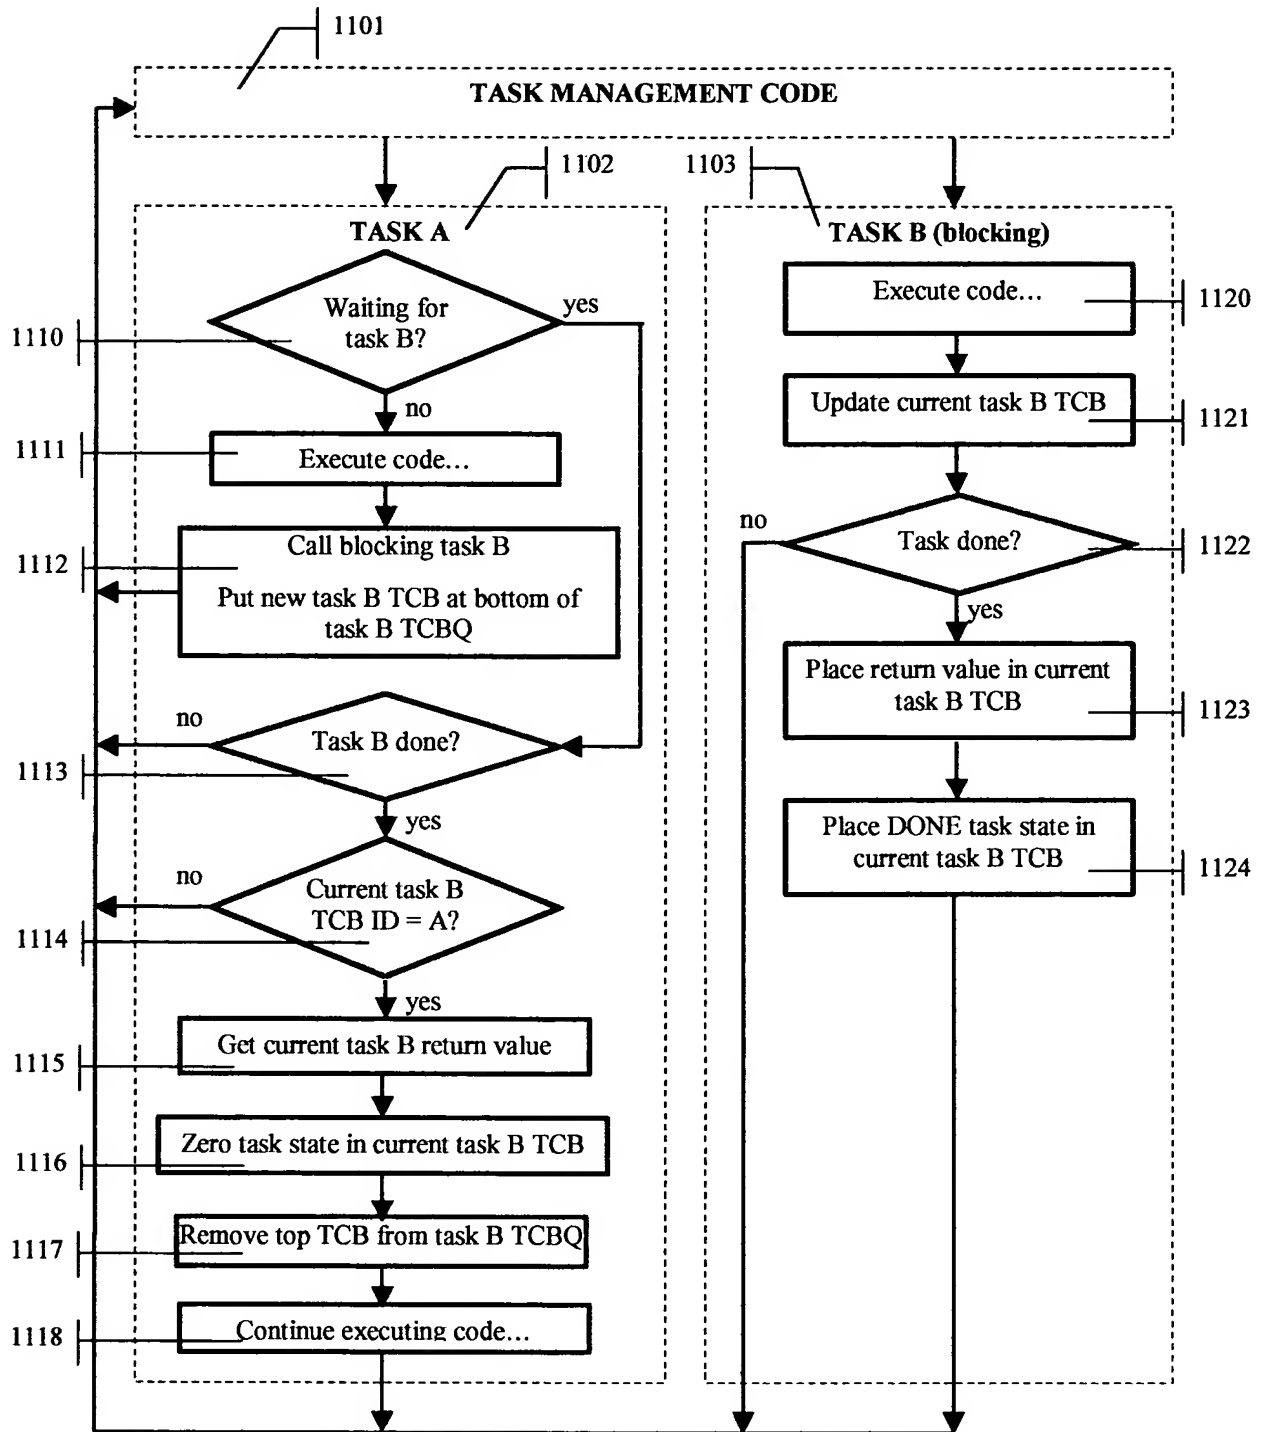 1101
TASK MANAGEMENT CODE
1102
1103
TASK A
TASK B (blocking)
Waiting for
task B?
yes
1110
no
1111
Execute code...
1112
Call blocking task B
Put new task B TCB at bottom of
task B TCBQ
no
Task B done?
1113
yes
no
Current task B
TCB ID = A?
1114
yes
Get current task B return value
1115
Zero task state in current task B TCB
1116
Remove top TCB from task B TCBQ
1117
Continue executing code...
1118
Execute code...
1120
Update current task B TCB
1121
no
Task done?
1122
yes
Place return value in current
task B TCB
1123
Place DONE task state in
current task B TCB
1124